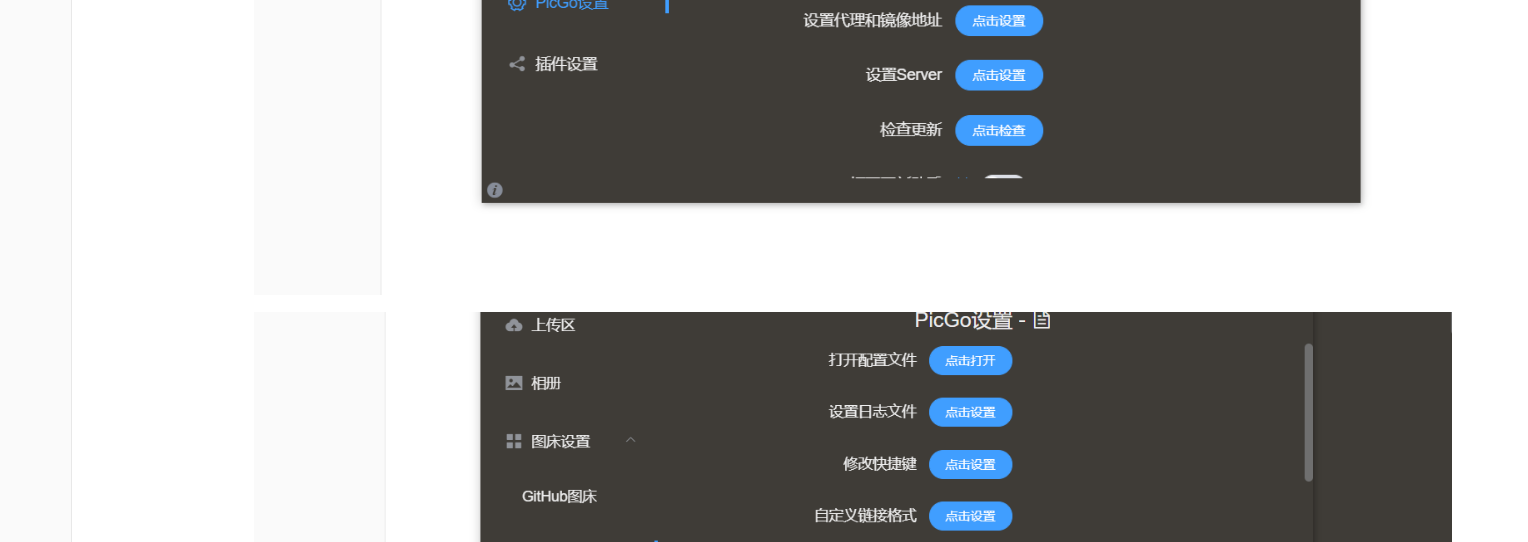 PicGo设置
设置代理和镜像地址 点击设置
插件设置
设置Server 点击设置
检查更新 点击检查
PicGo设置 -
上传区
打开配置文件 点击打开
相册
设置日志文件 点击设置
图床设置
修改快捷键 点击设置
GitHub图床
自定义链接格式 点击设置